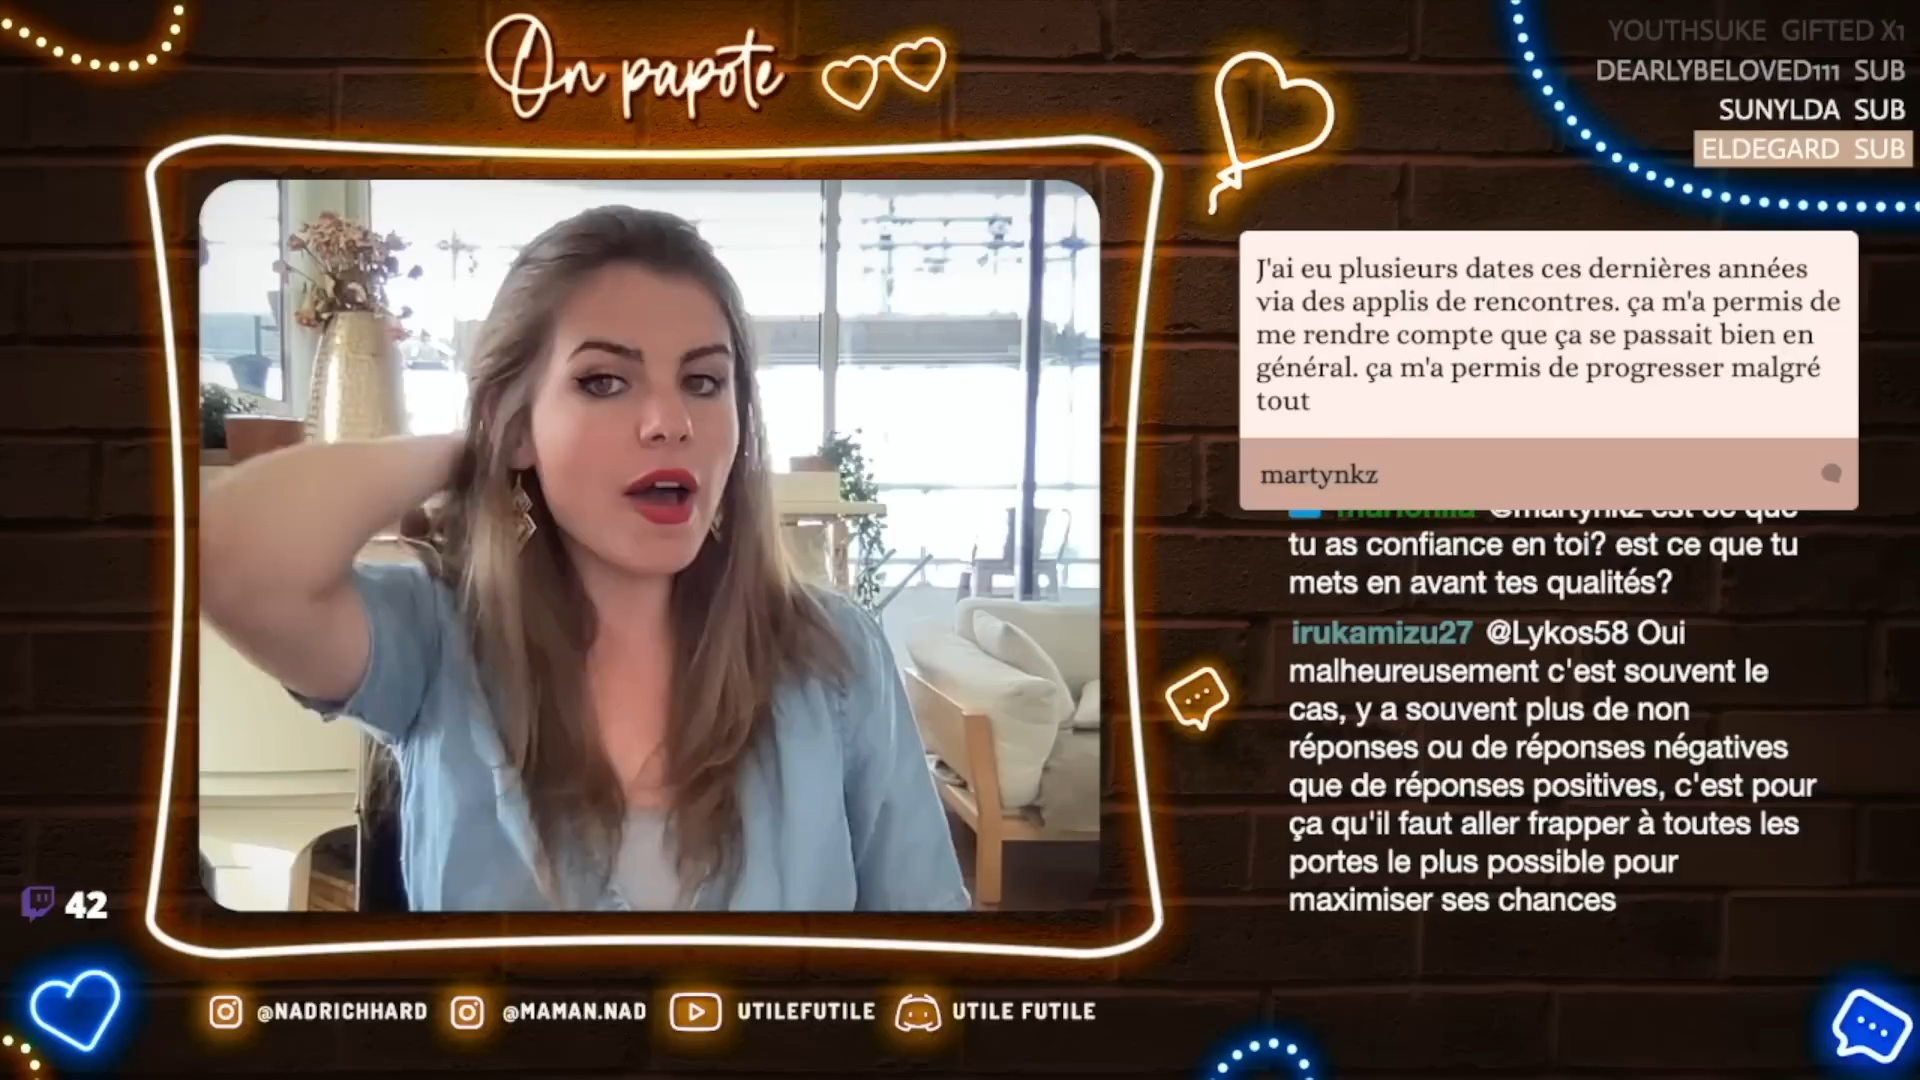 On papote
YOUTHSUKE GIFTED X1
DEARLYBELOVED111 SUB
SUNYLDA SUB
ELDEGARD SUB
J'ai eu plusieurs dates ces dernières années
via des applis de rencontres. ça m'a permis de
me rendre compte que ça se passait bien en
général. ça m'a permis de progresser malgré
tout
martynkz
@martynkz est ce que
tu as confiance en toi? est ce que tu
mets en avant tes qualités?
irukamizu27 @Lykos58 Oui
malheureusement c'est souvent le
cas, y a souvent plus de non
réponses ou de réponses négatives
que de réponses positives, c'est pour
ça qu'il faut aller frapper à toutes les
portes le plus possible pour
maximiser ses chances
42
@NADRICHHARD
@MAMAN.NAD
UTILEFUTILE
UTILE FUTILE